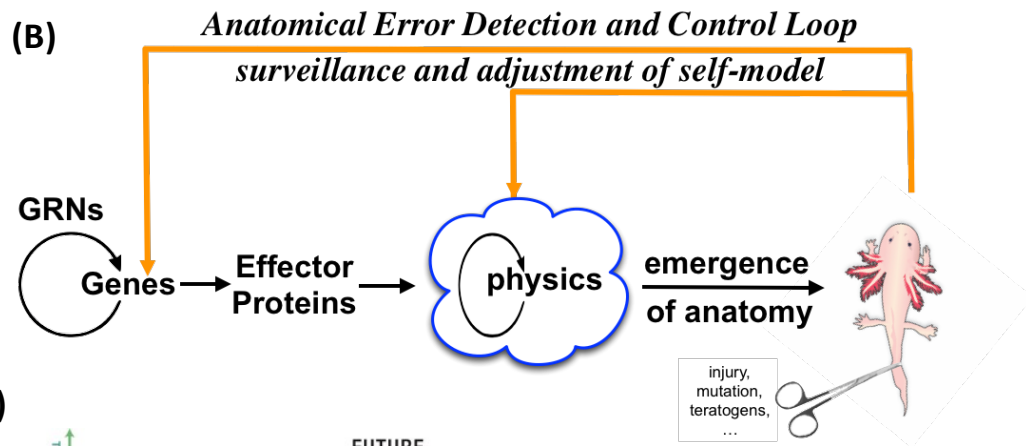 (B)
Anatomical Error Detection and Control Loop
surveillance and adjustment of self-model
GRNs
Genes
Effector
Proteins
physics
emergence
of anatomy
injury,
mutation,
teratogens,
...
)
FUTURE